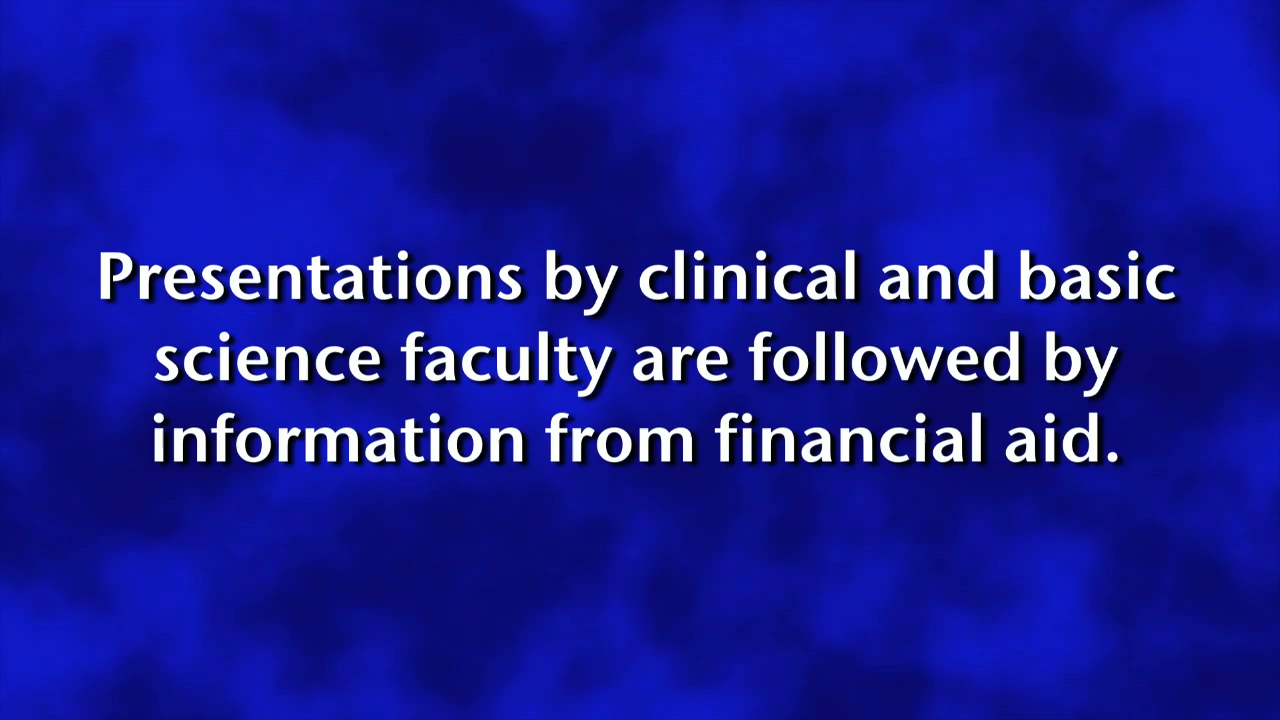 Presentations by clinical and basic
science faculty are followed by
information from financial aid.